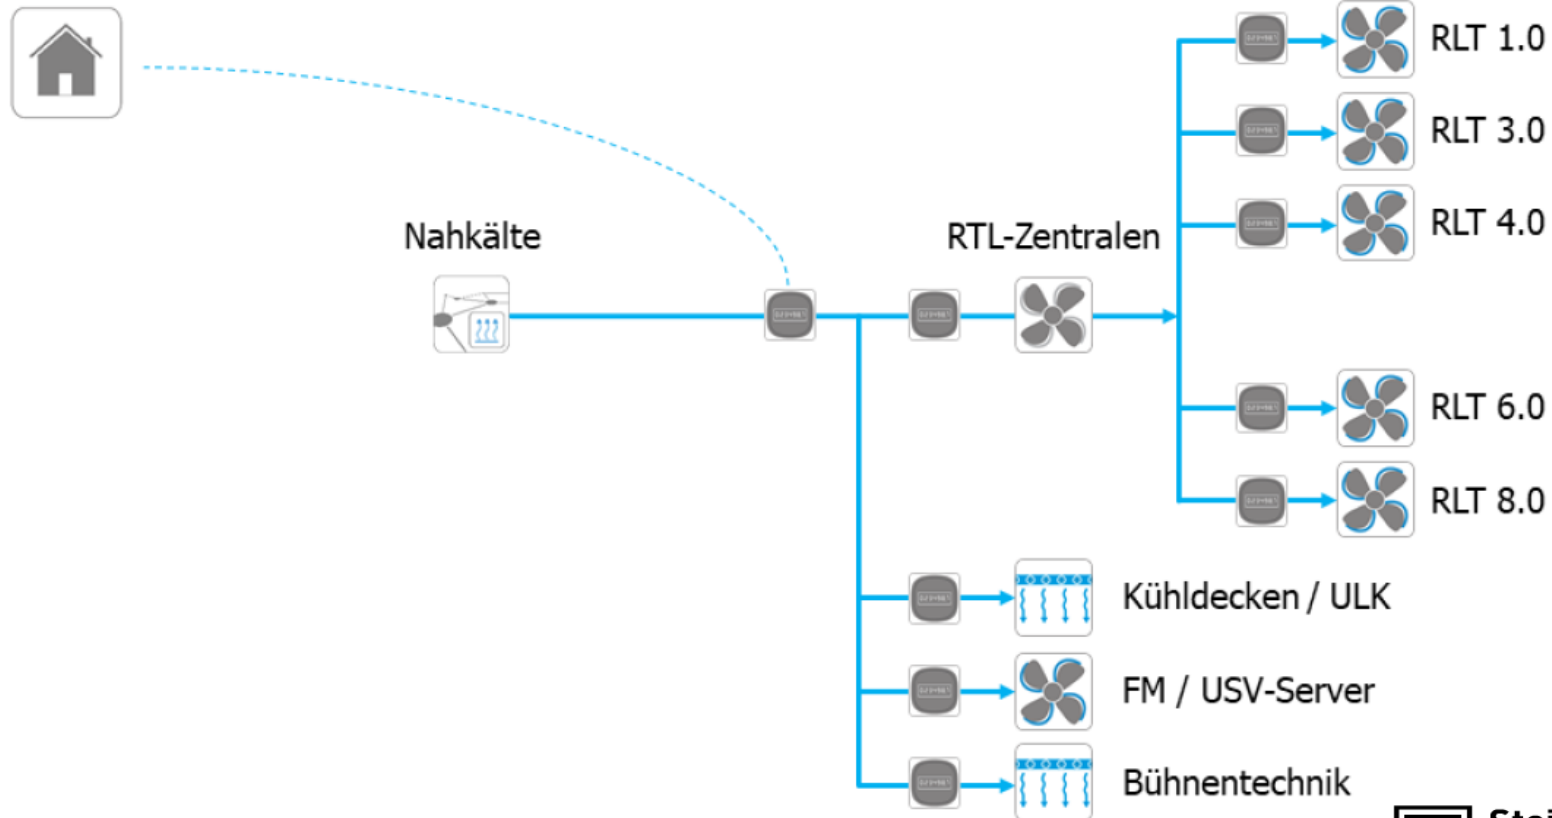 RLT 1.0
RLT 3.0
RLT 4.0
Nahkälte
RTL-Zentralen
RLT 6.0
RLT 8.0
Kühldecken / ULK
FM / USV-Server
Bühnentechnik